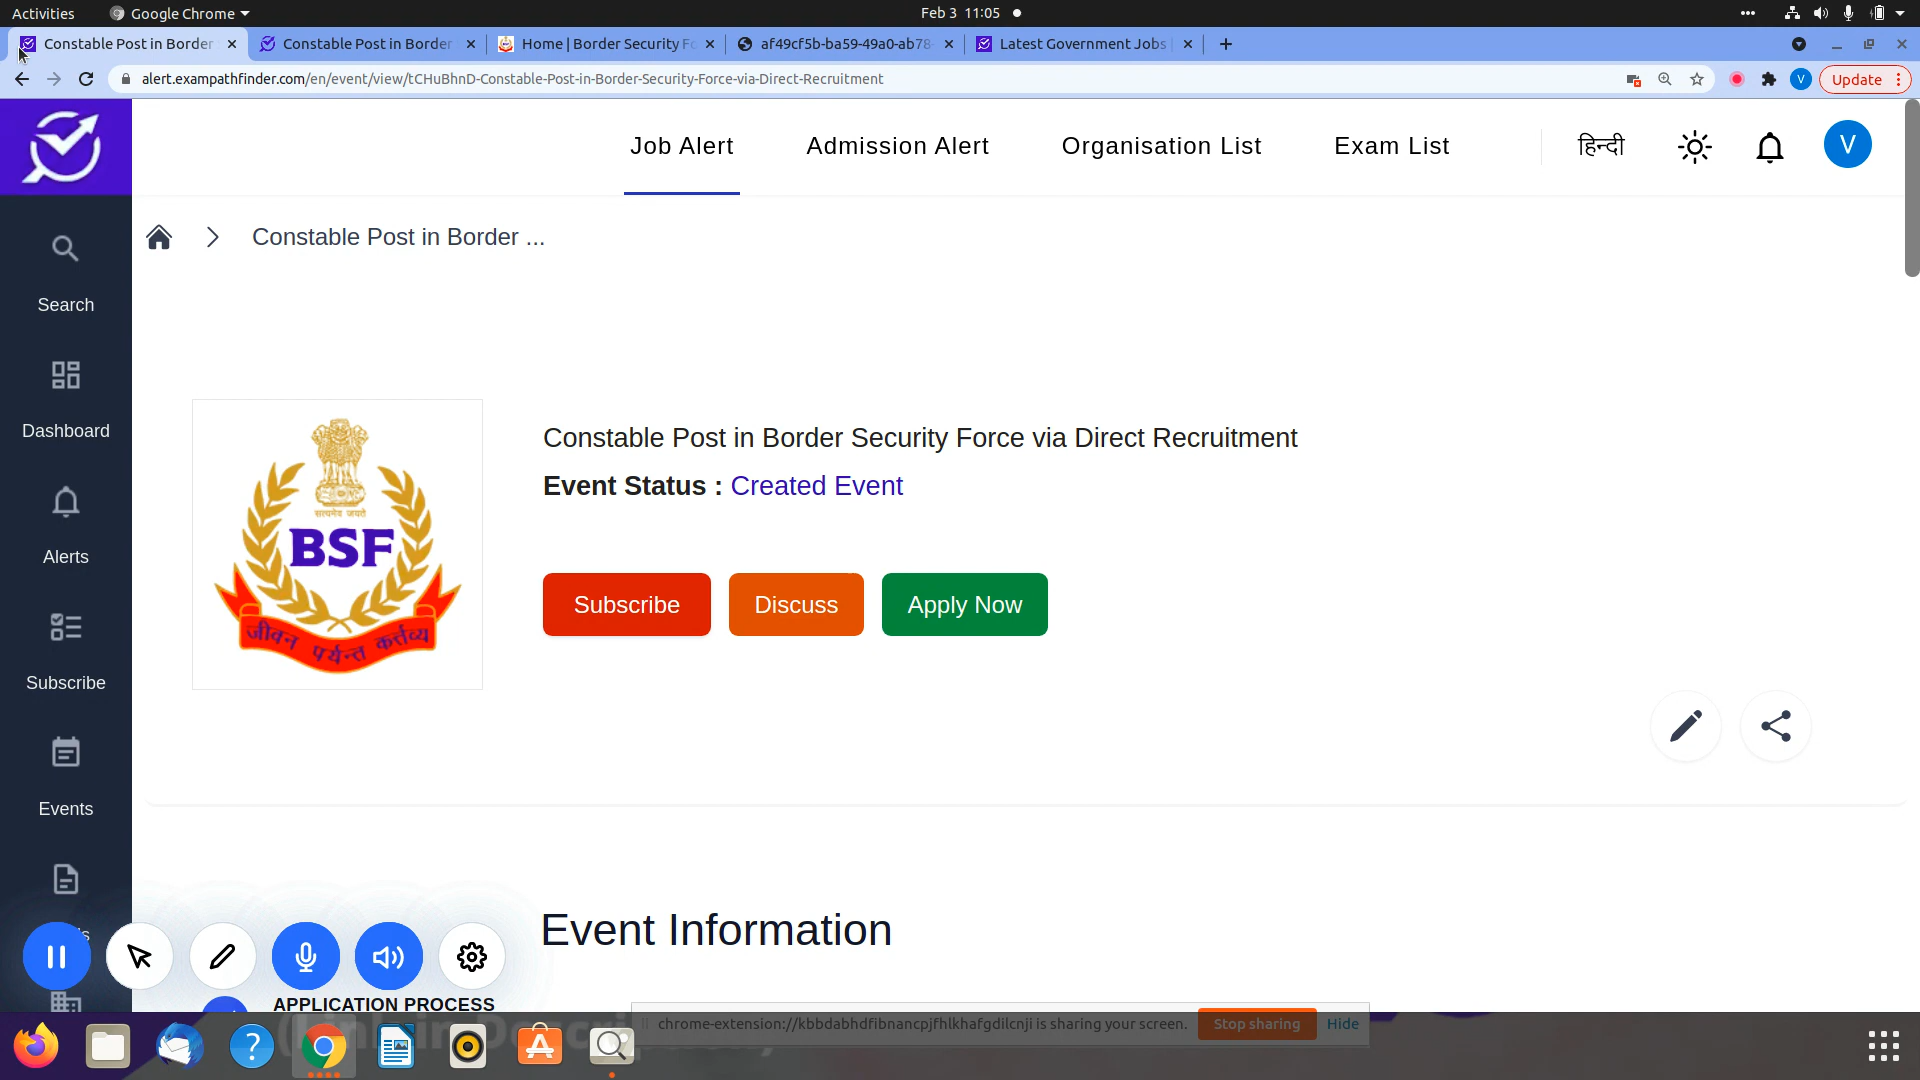 Activities
Google Chrome
Feb 3 11:05
Constable Post in Border
Constable Post in Border
Home | Border Security Fo
af49cf5b-ba59-49a0-ab78-
Latest Government Jobs |
alert.exampathfinder.com/en/event/view/tCHuBhnD-Constable-Post-in-Border-Security-Force-via-Direct-Recruitment
V
Update
Job Alert
Admission Alert
Organisation List
Exam List
हिन्दी
V
Constable Post in Border ...
Search
Dashboard
Alerts
Subscribe
Events
सत्यमेव जयते
BSF
जीवन पर्यन्त कर्त्तव्य
Constable Post in Border Security Force via Direct Recruitment
Event Status : Created Event
Subscribe
Discuss
Apply Now
Event Information
APPLICATION PROCESS
chrome-extension://kbbdabhdfibnancpjfhlkhafgdilcnji is sharing your screen.
Stop sharing
Hide